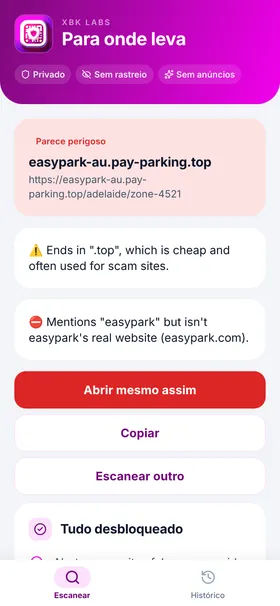 XBK LABS
Para onde leva
Privado
Sem rastreio
Sem anúncios
Parece perigoso
easypark-au.pay-parking.top
https://easypark-au.pay-
parking.top/adelaide/zone-4521
⚠️ Ends in ".top", which is cheap and
often used for scam sites.
⛔ Mentions "easypark" but isn't
easypark's real website (easypark.com).
Abrir mesmo assim
Copiar
Escanear outro
Tudo desbloqueado
Escanear
Histórico